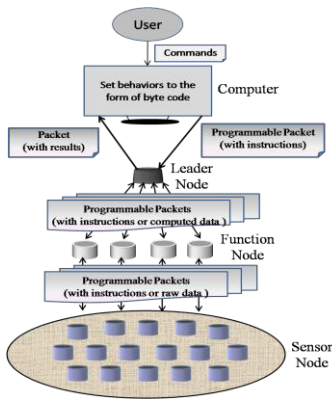 User
Commands
Set behaviors to the
form of byte code
Computer
Packet
(with results)
Programmable Packet
(with instructions)
Leader
Node
Programmable Packets
(with instructions or computed data )
Function
Node
Programmable Packets
(with instructions or raw data )
Sensor
Node